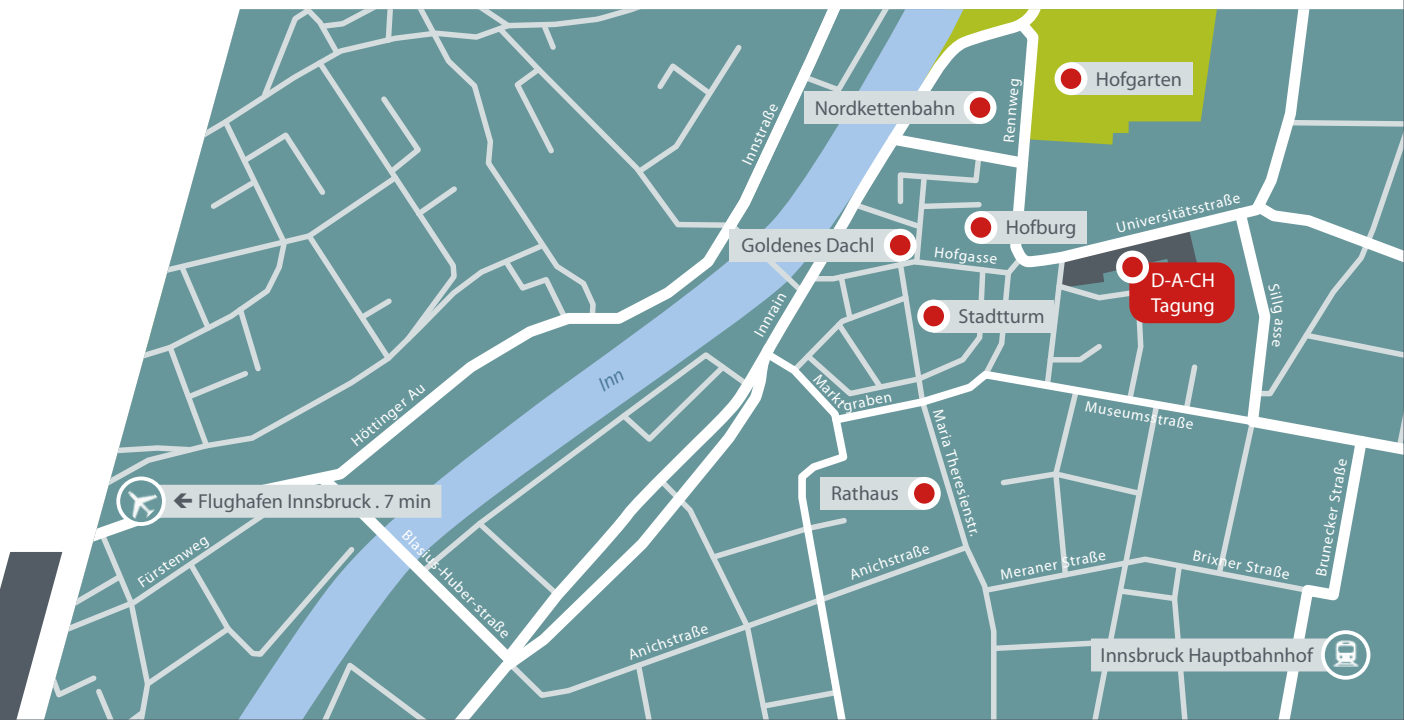 Hofgarten
Nordkettenbahn
Rennweg
Innstraße
Universitätsstraße
Hofburg
Goldenes Dachl
Hofgasse
D-A-CH
Tagung
Sillg asse
Innrain
Stadtturm
Inn
Marktgraben
Höttinger Au
Museumsstraße
Maria Theresienstr.
Brunecker Straße
← Flughafen Innsbruck . 7 min
Rathaus
Fürstenweg
Blasius-Huber-straße
Anichstraße
Meraner Straße
Brixner Straße
Anichstraße
Innsbruck Hauptbahnhof